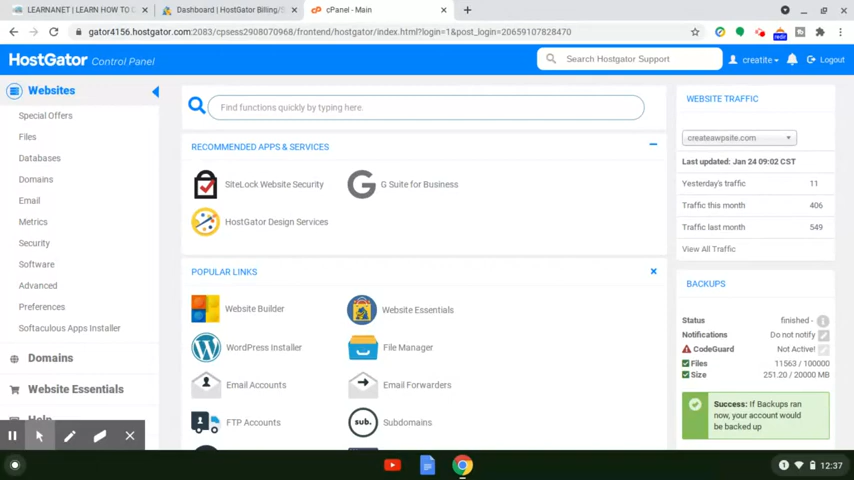 LEARNANET | LEARN HOW TO C
Dashboard | HostGator Billing/S
cPanel - Main
gator4156.hostgator.com:2083/cpsess2908070968/frontend/hostgator/index.html?login=1&post_login=20659107828470
HostGator Control Panel
Search Hostgator Support
creatite
Logout
Websites
Special Offers
Files
Databases
Domains
Email
Metrics
Security
Software
Advanced
Preferences
Softaculous Apps Installer
Domains
Website Essentials
Help
Find functions quickly by typing here.
RECOMMENDED APPS & SERVICES
SiteLock Website Security
G Suite for Business
HostGator Design Services
POPULAR LINKS
Website Builder
Website Essentials
WordPress Installer
File Manager
Email Accounts
Email Forwarders
FTP Accounts
sub.
Subdomains
WEBSITE TRAFFIC
createawpsite.com
Last updated: Jan 24 09:02 CST
Yesterday's traffic 11
Traffic this month 406
Traffic last month 549
View All Traffic
BACKUPS
Status finished -
Notifications Do not notify
CodeGuard Not Active!
Files 11563 / 100000
Size 251.20 / 20000 MB
Success: If Backups ran
now, your account would
be backed up
1
12:37